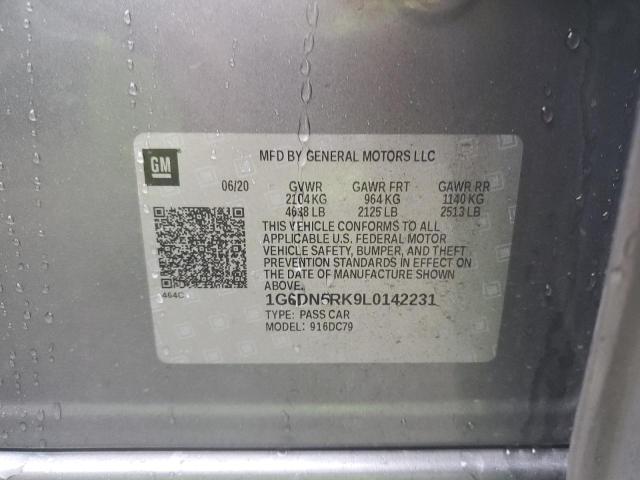 GM
MFD BY GENERAL MOTORS LLC
06/20 GVWR GAWR FRT GAWR RR
2104 KG 964 KG 1140 KG
4638 LB 2125 LB 2513 LB
THIS VEHICLE CONFORMS TO ALL
APPLICABLE U.S. FEDERAL MOTOR
VEHICLE SAFETY, BUMPER, AND THEFT
PREVENTION STANDARDS IN EFFECT ON
THE DATE OF MANUFACTURE SHOWN
ABOVE.
464C
1G6DN5RK9L0142231
TYPE: PASS CAR
MODEL: 916DC79